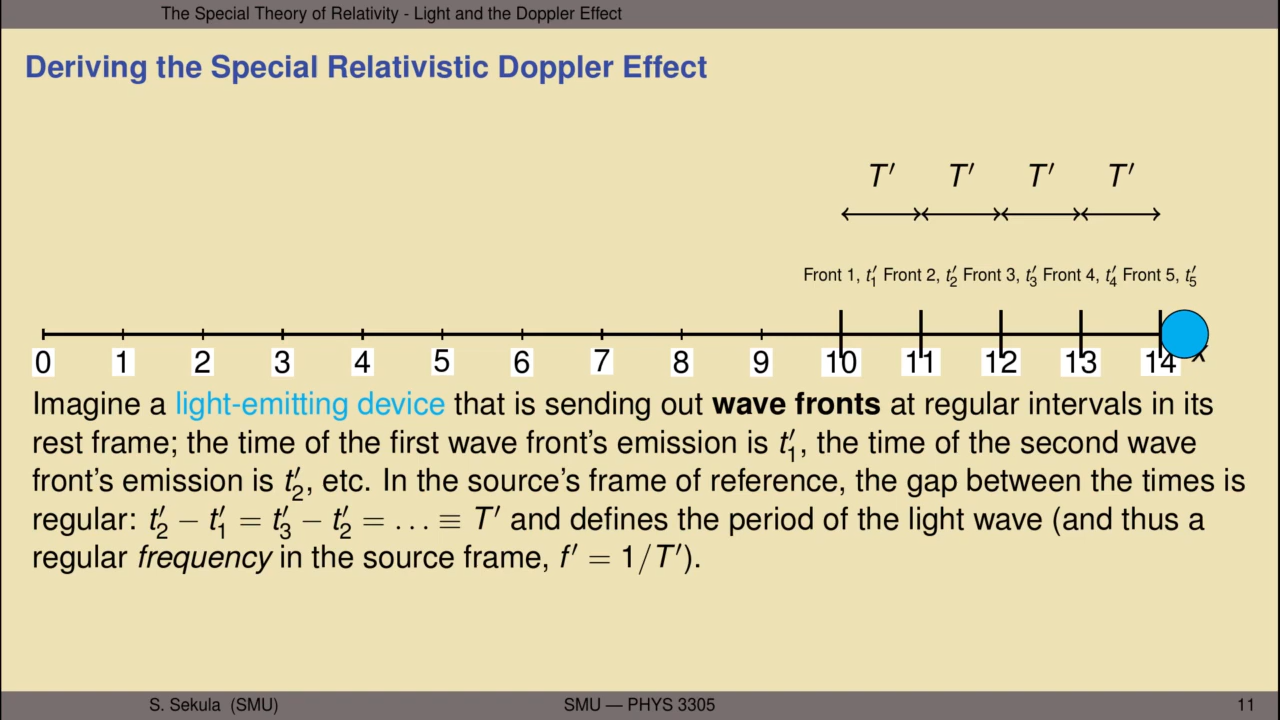 The Special Theory of Relativity - Light and the Doppler Effect
Deriving the Special Relativistic Doppler Effect
T′ T′ T′ T′
Front 1, t′₁ Front 2, t′₂ Front 3, t′₃ Front 4, t′₄ Front 5, t′₅
0 1 2 3 4 5 6 7 8 9 10 11 12 13 14 x
Imagine a light-emitting device that is sending out wave fronts at regular intervals in its
rest frame; the time of the first wave front's emission is t′₁, the time of the second wave
front's emission is t′₂, etc. In the source's frame of reference, the gap between the times is
regular: t′₂ − t′₁ = t′₃ − t′₂ = … ≡ T′ and defines the period of the light wave (and thus a
regular frequency in the source frame, f′ = 1/T′).
S. Sekula (SMU) SMU — PHYS 3305 11